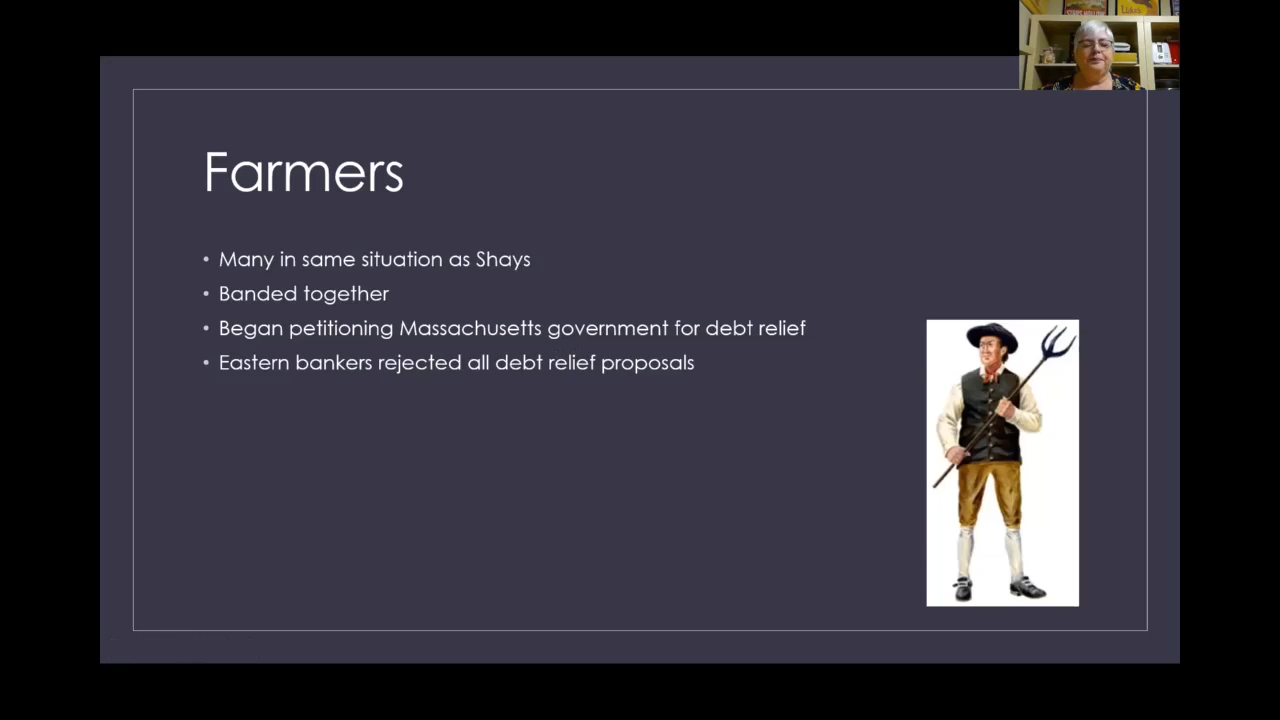 Farmers
• Many in same situation as Shays
• Banded together
• Began petitioning Massachusetts government for debt relief
• Eastern bankers rejected all debt relief proposals